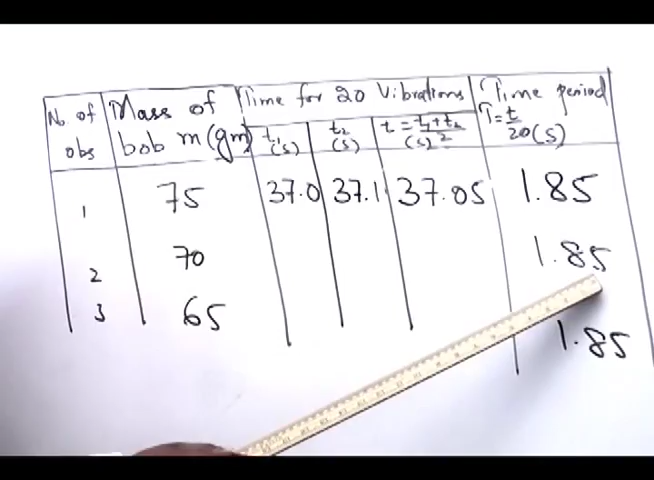 No of obs Mass of bob m(gm) Time for 20 Vibrations Time period T=t/20(s)
t1(s) t2(s) t=t1+t2/2(s)
1 75 37.0 37.1 37.05 1.85
2 70 1.85
3 65 1.85